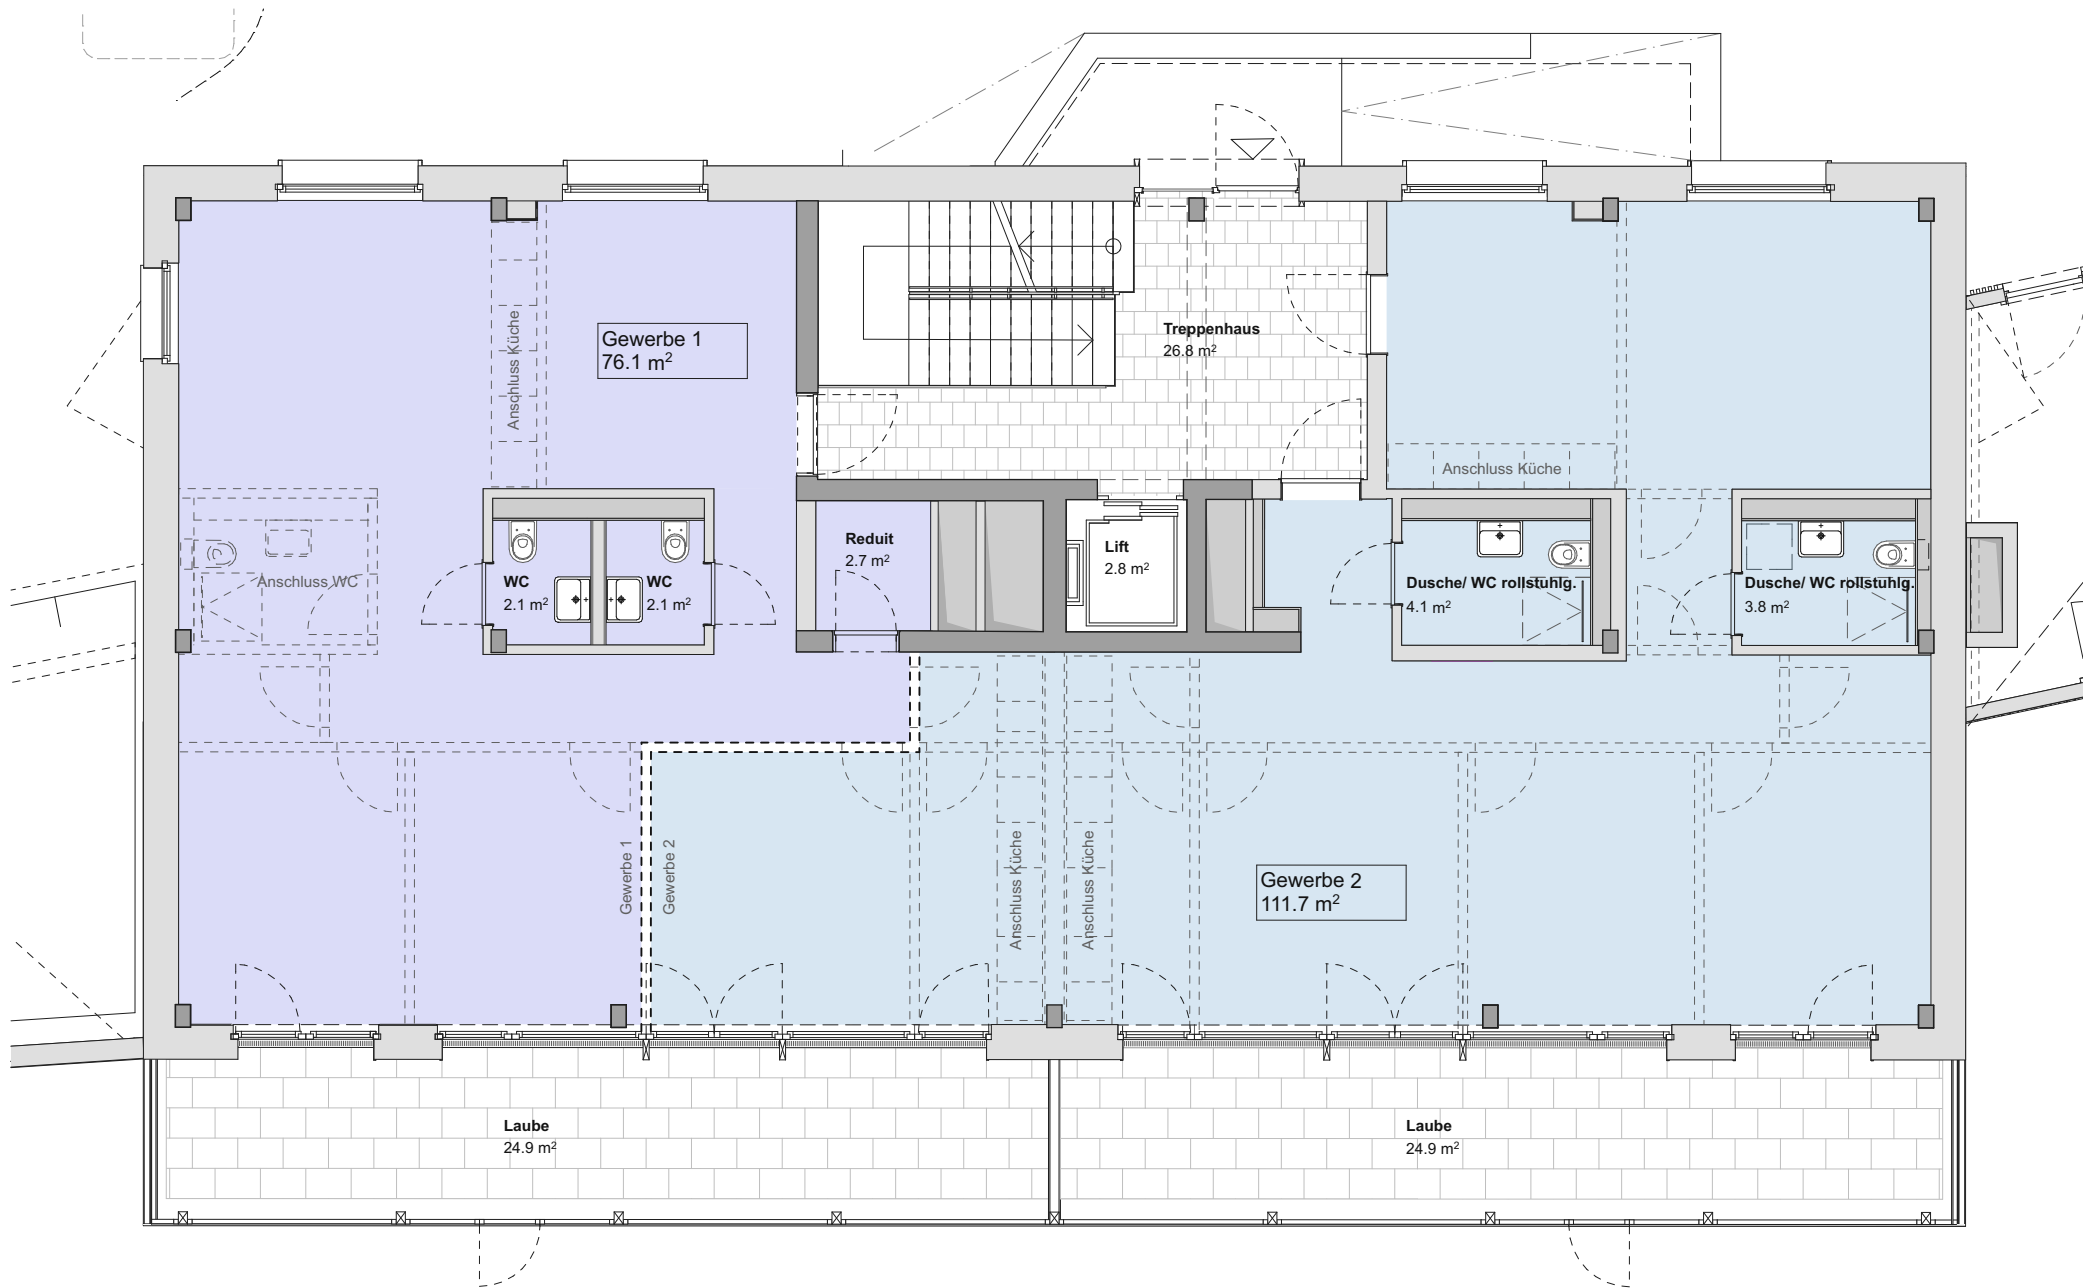 Gewerbe 1
76.1 m²
Anschluss Küche
Treppenhaus
26.8 m²
Anschluss Küche
Anschluss WC
WC
2.1 m²
WC
2.1 m²
Reduit
2.7 m²
Lift
2.8 m²
Dusche/ WC rollstuhlg.
4.1 m²
Dusche/ WC rollstuhlg.
3.8 m²
Gewerbe 1
Gewerbe 2
Anschluss Küche
Anschluss Küche
Gewerbe 2
111.7 m²
Laube
24.9 m²
Laube
24.9 m²